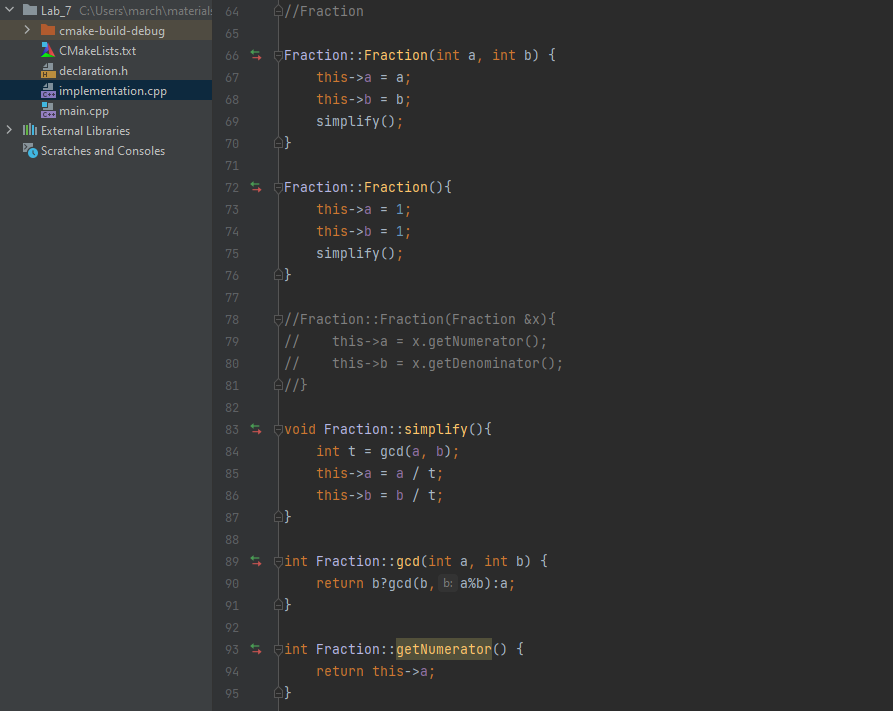 Lab_7 C:\Users\march\materials
cmake-build-debug
CMakeLists.txt
declaration.h
implementation.cpp
main.cpp
External Libraries
Scratches and Consoles
64 //Fraction
65
66 Fraction::Fraction(int a, int b) {
67     this->a = a;
68     this->b = b;
69     simplify();
70 }
71
72 Fraction::Fraction(){
73     this->a = 1;
74     this->b = 1;
75     simplify();
76 }
77
78 //Fraction::Fraction(Fraction &x){
79 //    this->a = x.getNumerator();
80 //    this->b = x.getDenominator();
81 //}
82
83 void Fraction::simplify(){
84     int t = gcd(a, b);
85     this->a = a / t;
86     this->b = b / t;
87 }
88
89 int Fraction::gcd(int a, int b) {
90     return b?gcd(b, b: a%b):a;
91 }
92
93 int Fraction::getNumerator() {
94     return this->a;
95 }